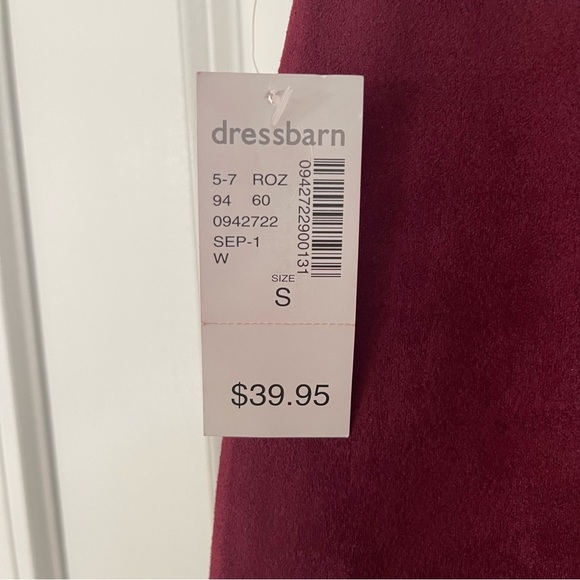 dressbarn
5-7 ROZ
94 60
0942722
SEP-1
W
0942722900131
SIZE
S
$39.95